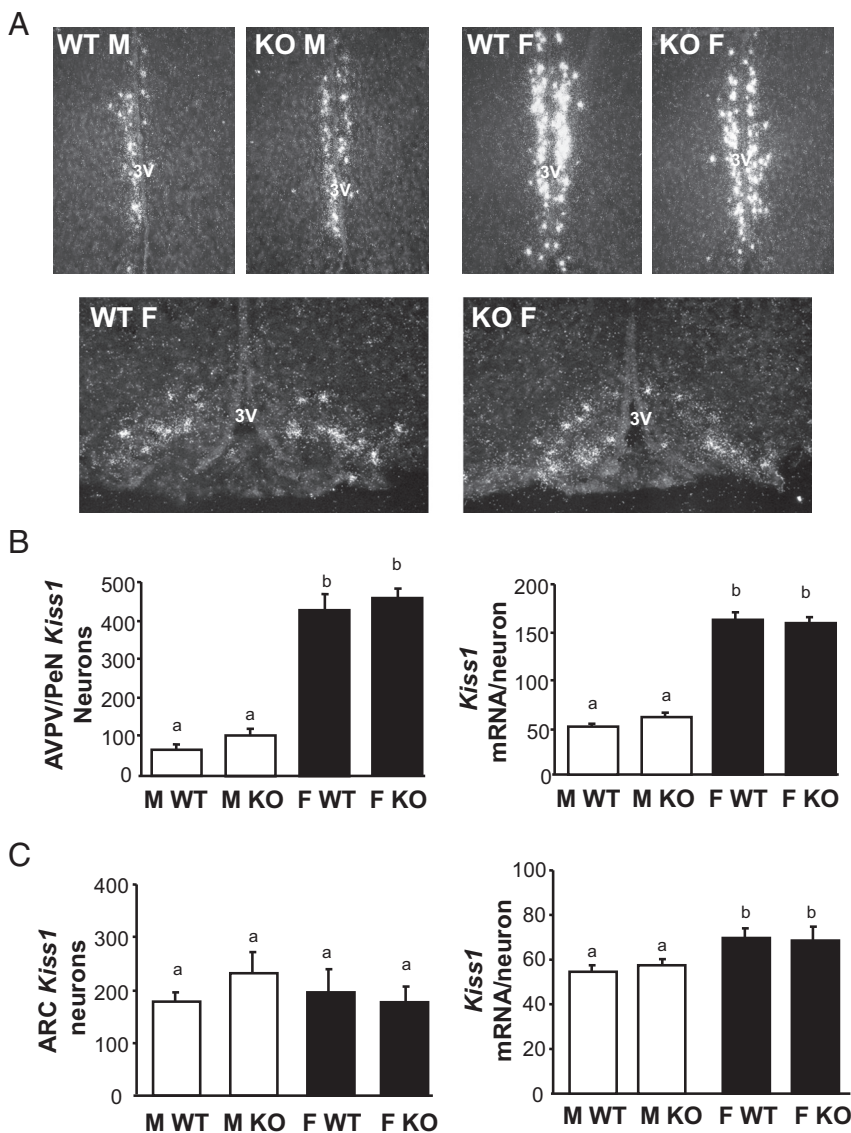 A
WT M
KO M
WT F
KO F
3V
3V
3V
3V
WT F
KO F
3V
3V
B
AVPV/PeN Kiss1
Neurons
500
400
300
200
100
0
a
a
b
b
M WT
M KO
F WT
F KO
Kiss1
mRNA/neuron
200
150
100
50
0
a
a
b
b
M WT
M KO
F WT
F KO
C
ARC Kiss1
neurons
400
300
200
100
0
a
a
a
a
M WT
M KO
F WT
F KO
Kiss1
mRNA/neuron
100
80
60
40
20
0
a
a
b
b
M WT
M KO
F WT
F KO